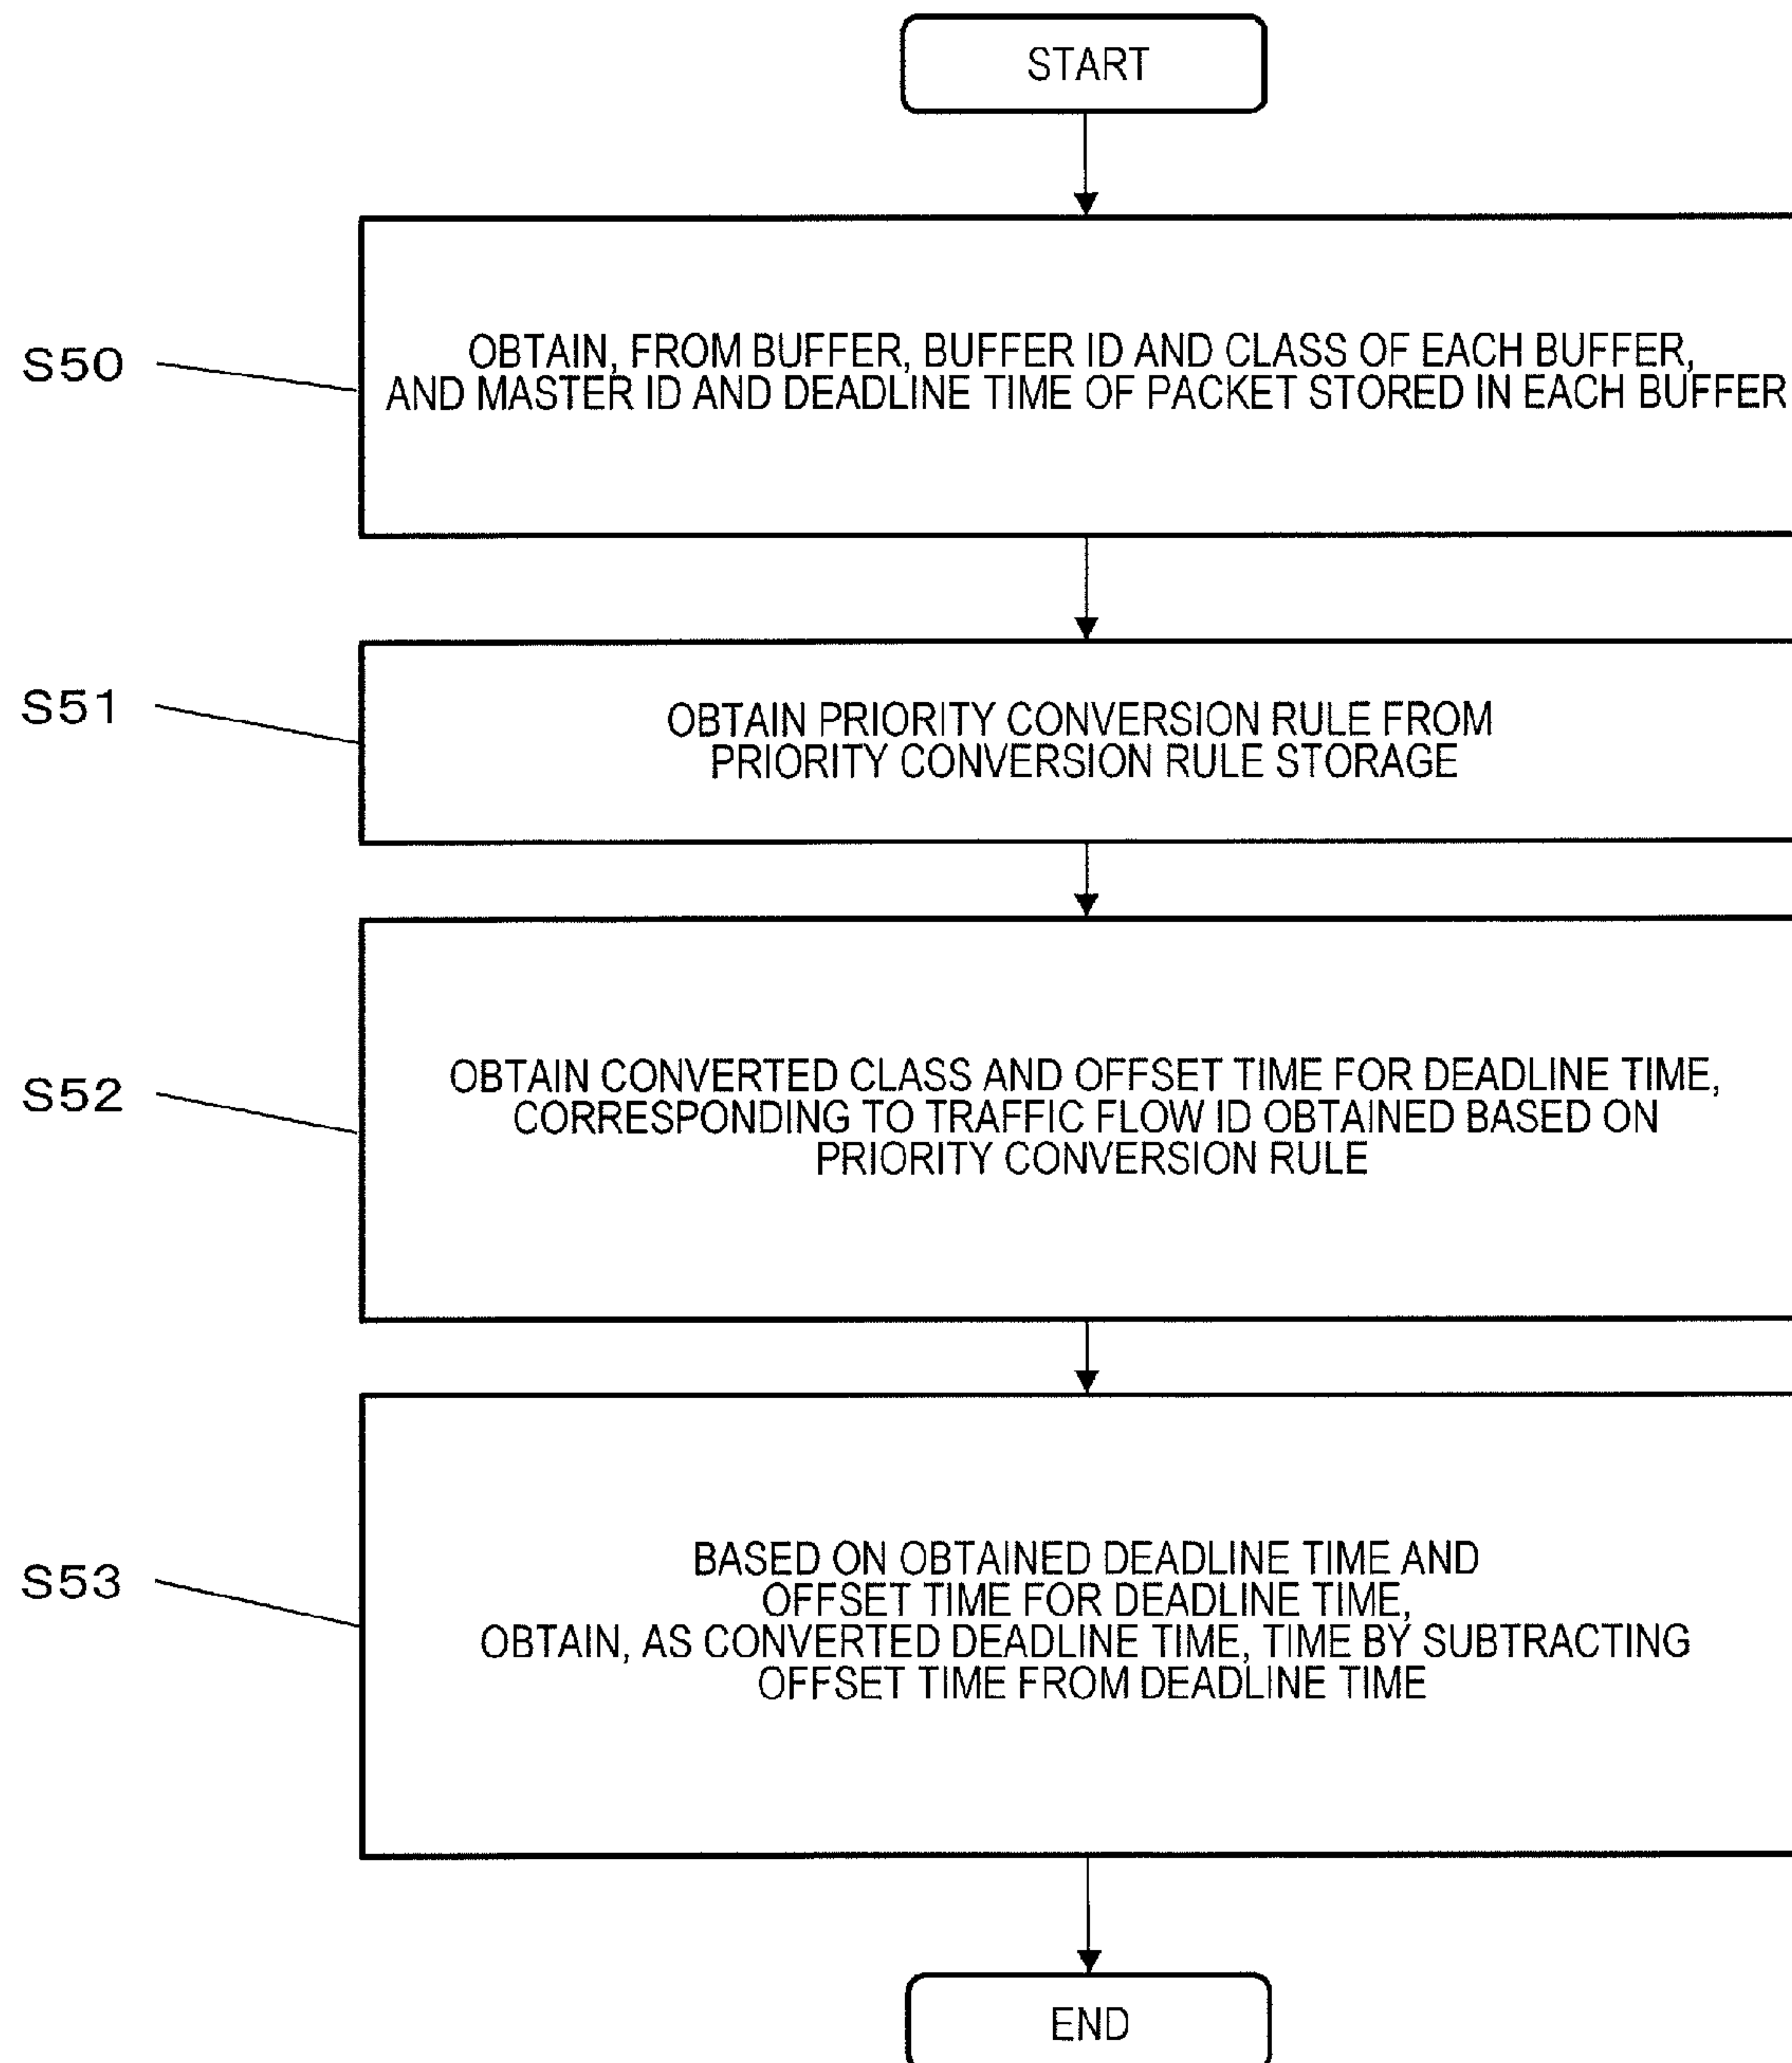 START
S50
OBTAIN, FROM BUFFER, BUFFER ID AND CLASS OF EACH BUFFER,
AND MASTER ID AND DEADLINE TIME OF PACKET STORED IN EACH BUFFER
S51
OBTAIN PRIORITY CONVERSION RULE FROM
PRIORITY CONVERSION RULE STORAGE
S52
OBTAIN CONVERTED CLASS AND OFFSET TIME FOR DEADLINE TIME,
CORRESPONDING TO TRAFFIC FLOW ID OBTAINED BASED ON
PRIORITY CONVERSION RULE
S53
BASED ON OBTAINED DEADLINE TIME AND
OFFSET TIME FOR DEADLINE TIME,
OBTAIN, AS CONVERTED DEADLINE TIME, TIME BY SUBTRACTING
OFFSET TIME FROM DEADLINE TIME
END